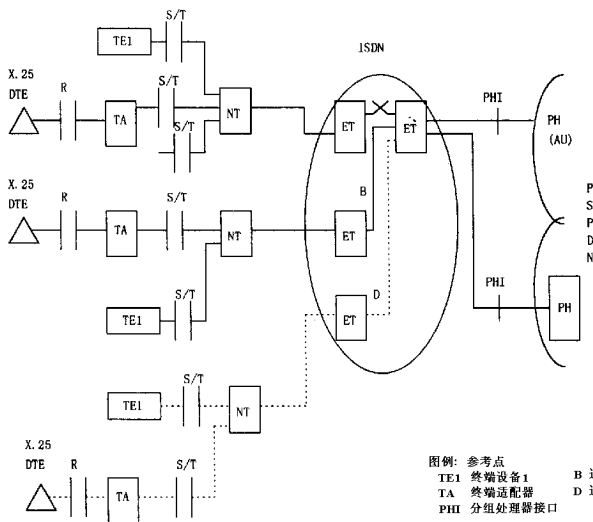 TE1
S/T
ISDN
X.25
DTE
R
TA
S/T
S/T
NT
ET
ET
PHI
PH
(AU)
X.25
DTE
R
TA
S/T
NT
B
ET
P
S
P
D
N
TE1
S/T
D
ET
PHI
PH
TE1
S/T
NT
X.25
DTE
R
TA
S/T
图例: 参考点
TE1 终端设备1 B
TA 终端适配器 D
PHI 分组处理器接口